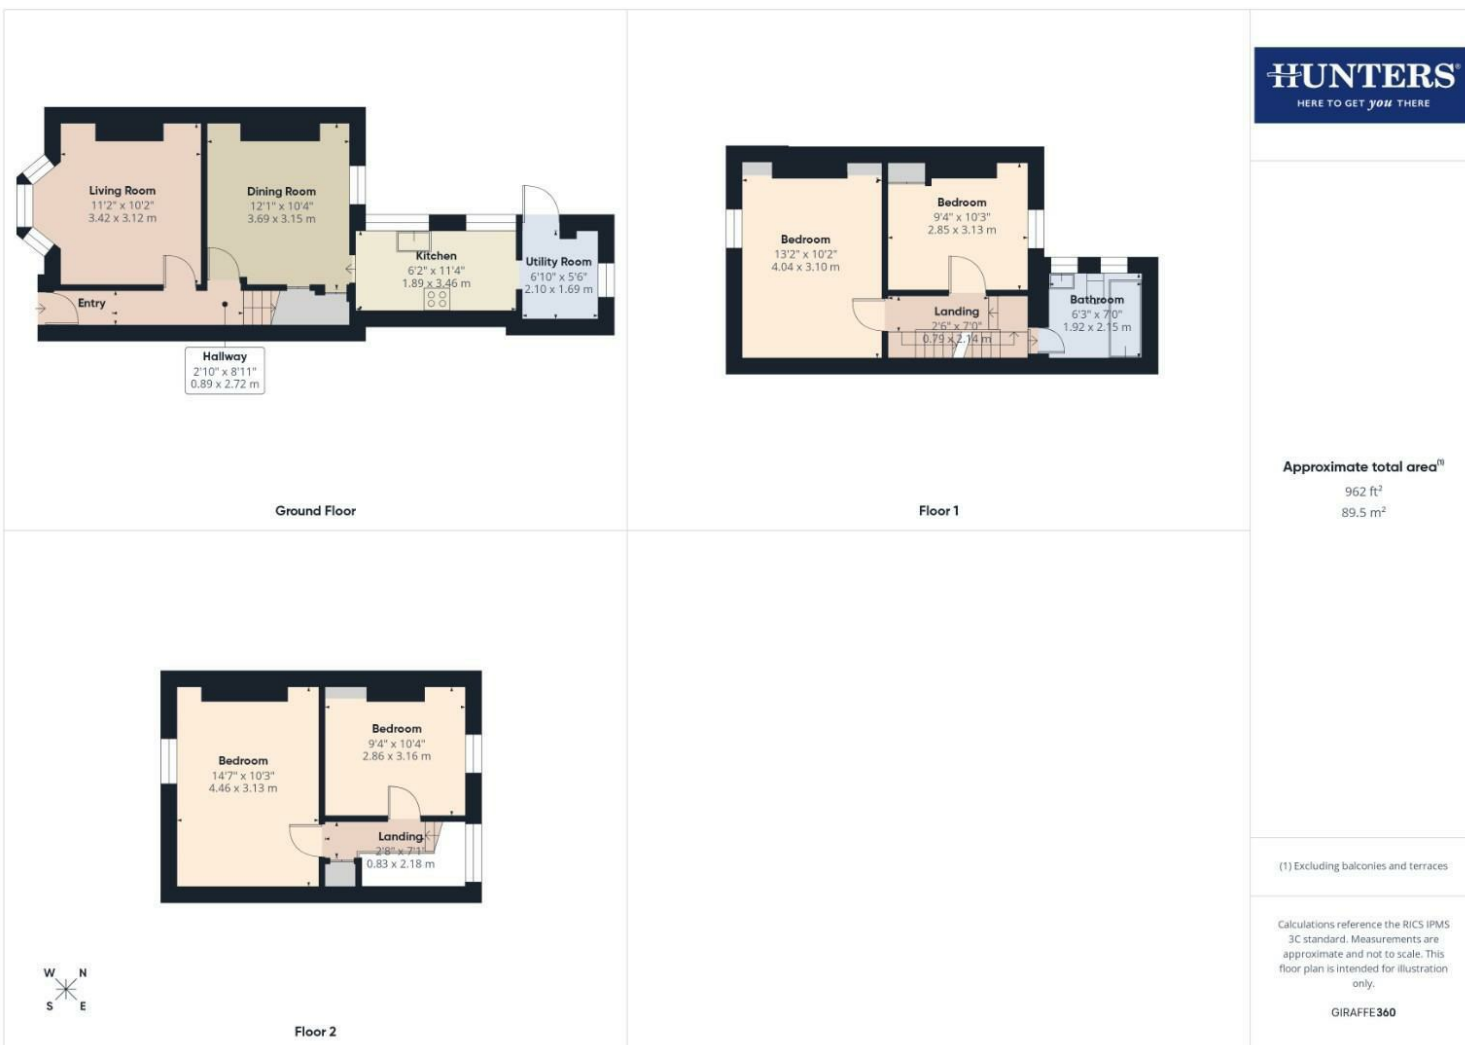 Living Room
11'2" x 10'2"
3.42 x 3.12 m
Dining Room
12'1" x 10'4"
3.69 x 3.15 m
Kitchen
6'2" x 11'4"
1.89 x 3.46 m
Utility Room
6'10" x 5'6"
2.10 x 1.69 m
Entry
Hallway
2'10" x 8'11"
0.89 x 2.72 m
Ground Floor
Bedroom
13'2" x 10'2"
4.04 x 3.10 m
Bedroom
9'4" x 10'3"
2.85 x 3.13 m
Landing
2'6" x 7'0"
0.79 x 2.14 m
Bathroom
6'3" x 7'0"
1.92 x 2.15 m
Floor 1
Bedroom
14'7" x 10'3"
4.46 x 3.13 m
Bedroom
9'4" x 10'4"
2.86 x 3.16 m
Landing
2'8" x 7'1"
0.83 x 2.18 m
W N
S E
Floor 2
HUNTERS®
HERE TO GET you THERE
Approximate total area⁽¹⁾
962 ft²
89.5 m²
(1) Excluding balconies and terraces
Calculations reference the RICS IPMS
3C standard. Measurements are
approximate and not to scale. This
floor plan is intended for illustration
only.
GIRAFFE360